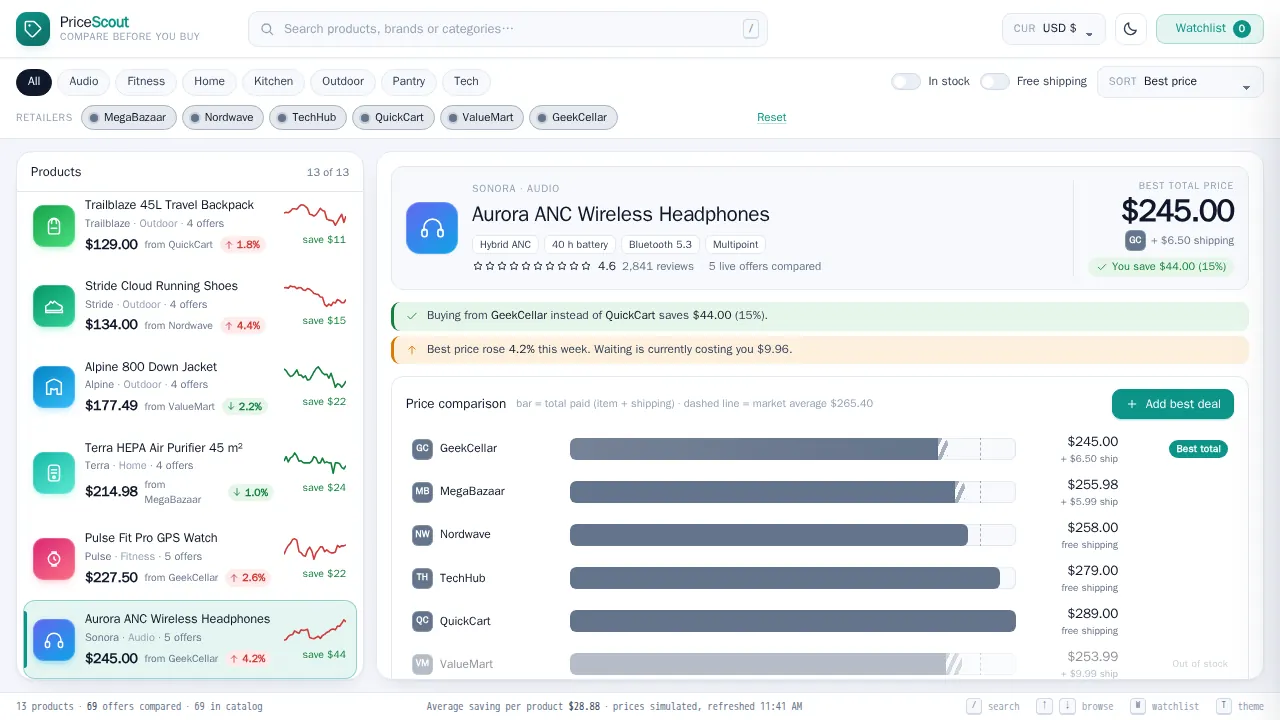 PriceScout
COMPARE BEFORE YOU BUY
Search products, brands or categories…
/
CUR USD $
Watchlist 0
All Audio Fitness Home Kitchen Outdoor Pantry Tech
In stock Free shipping SORT Best price
RETAILERS MegaBazaar Nordwave TechHub QuickCart ValueMart GeekCellar Reset
Products 13 of 13
Trailblaze 45L Travel Backpack
Trailblaze · Outdoor · 4 offers
$129.00 from QuickCart ↑ 1.8%
save $11
Stride Cloud Running Shoes
Stride · Outdoor · 4 offers
$134.00 from Nordwave ↑ 4.4%
save $15
Alpine 800 Down Jacket
Alpine · Outdoor · 4 offers
$177.49 from ValueMart ↓ 2.2%
save $22
Terra HEPA Air Purifier 45 m²
Terra · Home · 4 offers
$214.98 from MegaBazaar ↓ 1.0%
save $24
Pulse Fit Pro GPS Watch
Pulse · Fitness · 5 offers
$227.50 from GeekCellar ↑ 2.6%
save $22
Aurora ANC Wireless Headphones
Sonora · Audio · 5 offers
$245.00 from GeekCellar ↑ 4.2%
save $44
SONORA · AUDIO
Aurora ANC Wireless Headphones
Hybrid ANC 40 h battery Bluetooth 5.3 Multipoint
☆☆☆☆☆☆☆☆☆☆ 4.6 2,841 reviews 5 live offers compared
BEST TOTAL PRICE
$245.00
GC + $6.50 shipping
✓ You save $44.00 (15%)
✓ Buying from GeekCellar instead of QuickCart saves $44.00 (15%).
↑ Best price rose 4.2% this week. Waiting is currently costing you $9.96.
Price comparison bar = total paid (item + shipping) · dashed line = market average $265.40
+ Add best deal
GC GeekCellar $245.00 Best total
+ $6.50 ship
MB MegaBazaar $255.98
+ $5.99 ship
NW Nordwave $258.00
free shipping
TH TechHub $279.00
free shipping
QC QuickCart $289.00
free shipping
VM ValueMart $253.99 Out of stock
+ $9.99 ship
13 products · 69 offers compared · 69 in catalog
Average saving per product $28.88 · prices simulated, refreshed 11:41 AM
/ search ↑ ↓ browse W watchlist T theme